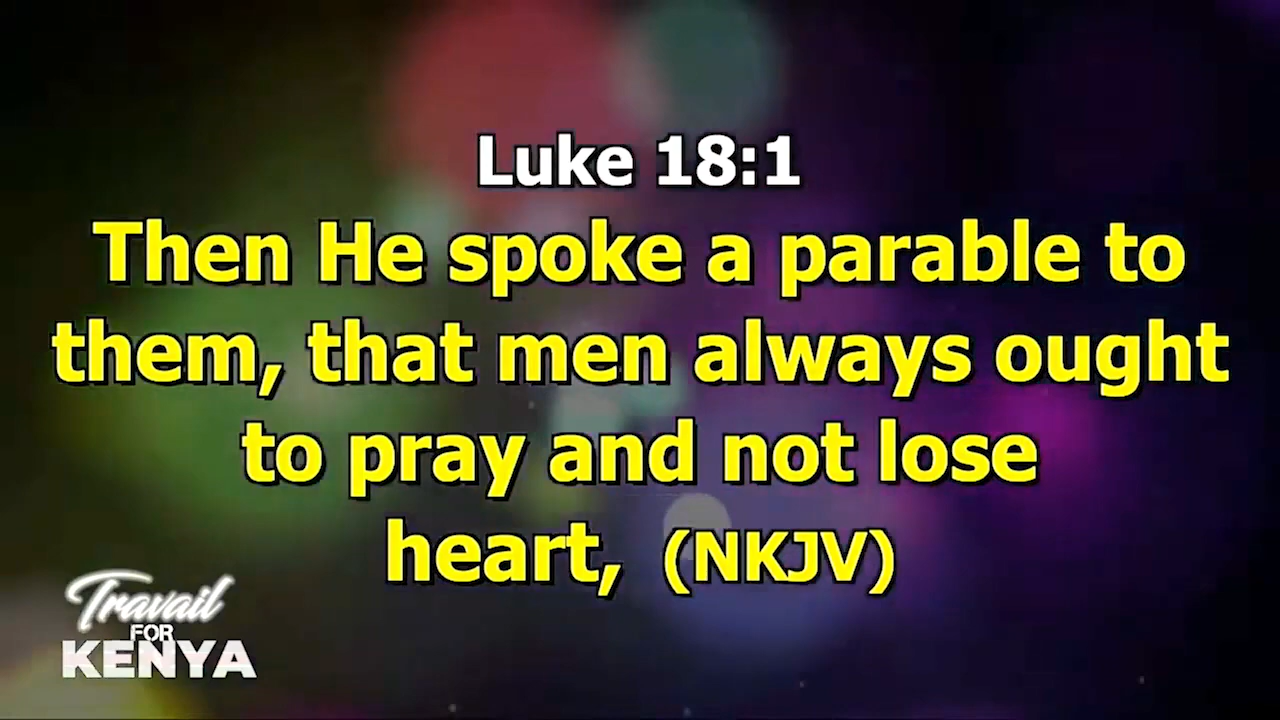 Luke 18:1
Then He spoke a parable to
them, that men always ought
to pray and not lose
heart, (NKJV)
Travail
FOR
KENYA